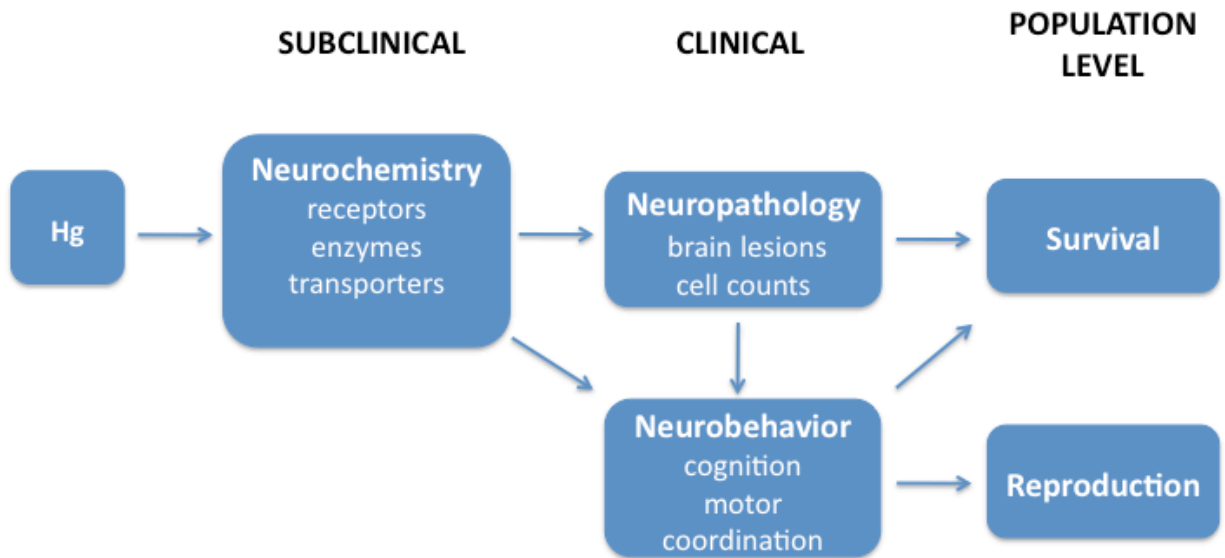 SUBCLINICAL
CLINICAL
POPULATION
LEVEL
Hg
Neurochemistry
receptors
enzymes
transporters
Neuropathology
brain lesions
cell counts
Survival
Neurobehavior
cognition
motor
coordination
Reproduction